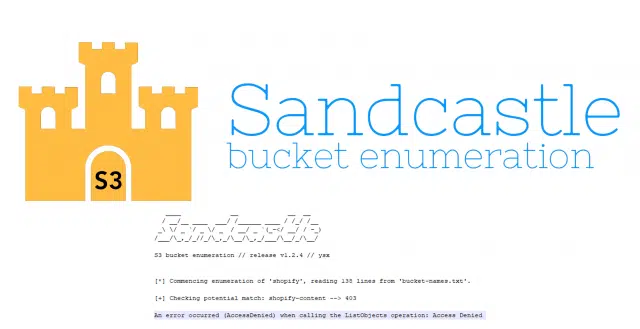 Sandcastle
bucket enumeration
S3
Sandcastle
S3 bucket enumeration // release v1.2.4 // ysx
[*] Commencing enumeration of 'shopify', reading 138 lines from 'bucket-names.txt'.
[+] Checking potential match: shopify-content --> 403
An error occurred (AccessDenied) when calling the ListObjects operation: Access Denied